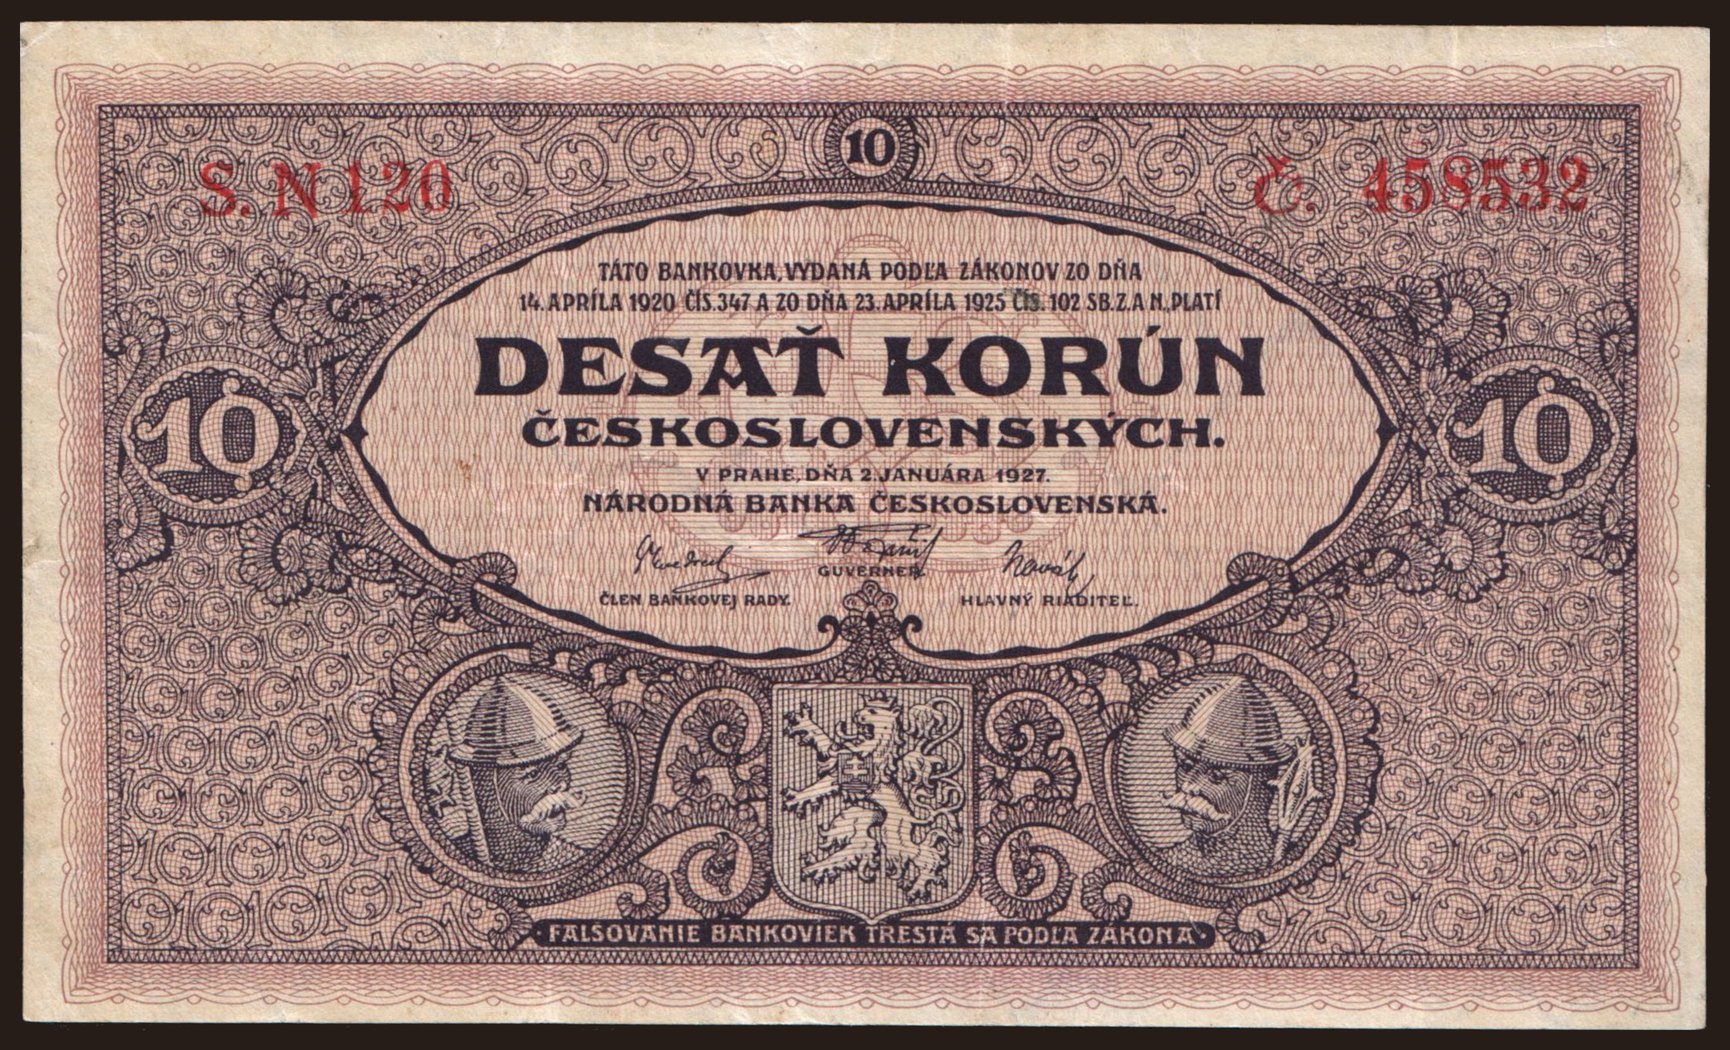 10
S. N 120
Č. 458532
TÁTO BANKOVKA, VYDANÁ PODĽA ZÁKONOV ZO DŇA
14. APRÍLA 1920 ČÍS. 347 A ZO DŇA 23. APRÍLA 1925 ČÍS. 102 SB. Z. A N., PLATÍ
DESAŤ KORÚN
ČESKOSLOVENSKÝCH.
10
10
V PRAHE, DŇA 2. JANUÁRA 1927.
NÁRODNÁ BANKA ČESKOSLOVENSKÁ.
Novák
GUVERNER.
ČLEN BANKOVEJ RADY.
HLAVNÝ RIADITEĽ.
FALŠOVANIE BANKOVIEK TRESTÁ SA PODĽA ZÁKONA